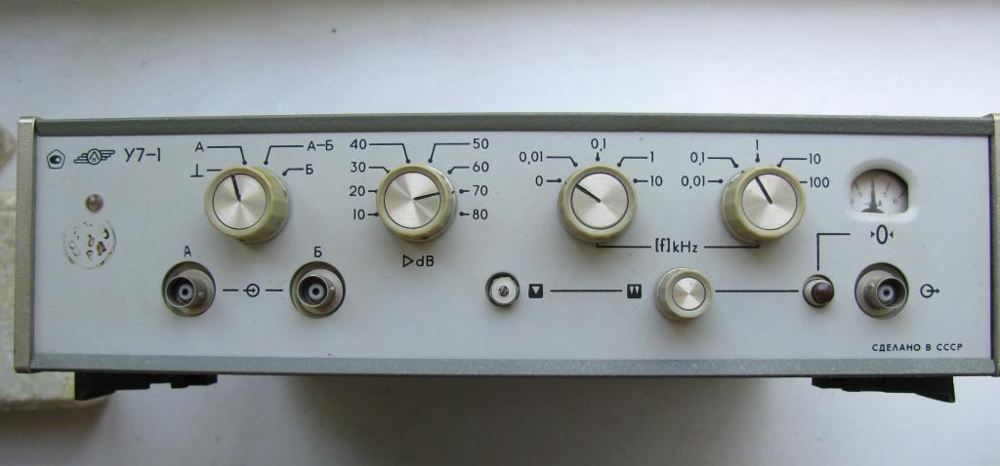 У7-1
⊥ А А-Б Б
10 20 30 40 50 60 70 80
▷dB
0 0,01 0,1 1 10
0,01 0,1 1 10 100
[f]kHz
А
Б
▼
▼▼
0
СДЕЛАНО В СССР